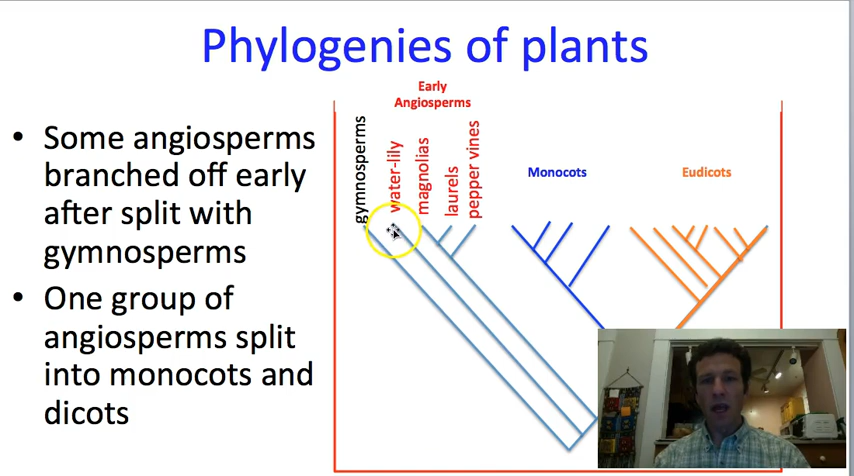 Phylogenies of plants
• Some angiosperms
branched off early
after split with
gymnosperms
• One group of
angiosperms split
into monocots and
dicots
Early
Angiosperms
gymnosperms
water-lily
magnolias
laurels
pepper vines
Monocots
Eudicots